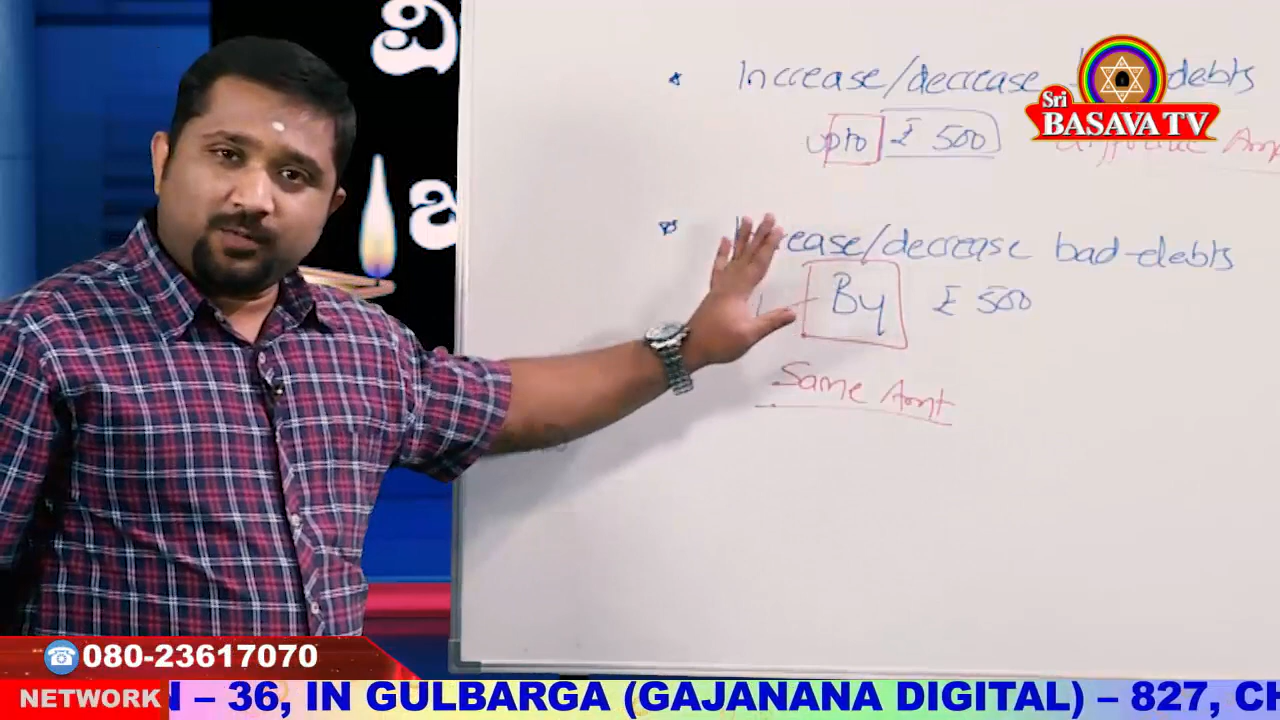 ವಿ
ಜ
* Increase/decrease debts
upto ₹ 500
Sri
BASAVA TV
Increase/decrease bad-debts
By ₹ 500
Same Amt
080-23617070
NETWORK
N – 36, IN GULBARGA (GAJANANA DIGITAL) – 827, CH